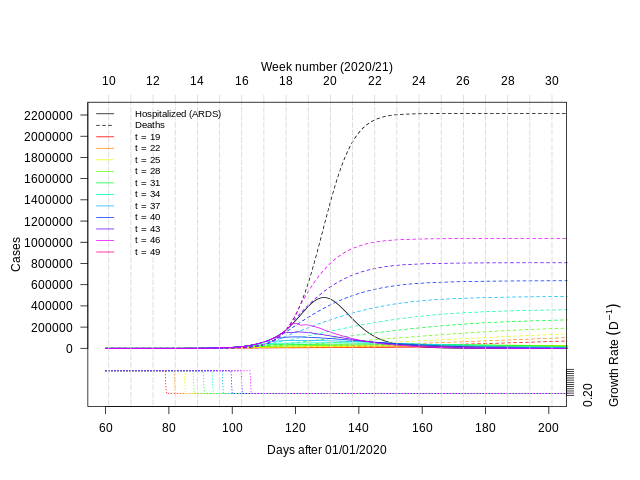 Week number (2020/21)
10 12 14 16 18 20 22 24 26 28 30
Cases
2200000
2000000
1800000
1600000
1400000
1200000
1000000
800000
600000
400000
200000
0
Hospitalized (ARDS)
Deaths
t = 19
t = 22
t = 25
t = 28
t = 31
t = 34
t = 37
t = 40
t = 43
t = 46
t = 49
0.20
Growth Rate (D⁻¹)
60 80 100 120 140 160 180 200
Days after 01/01/2020